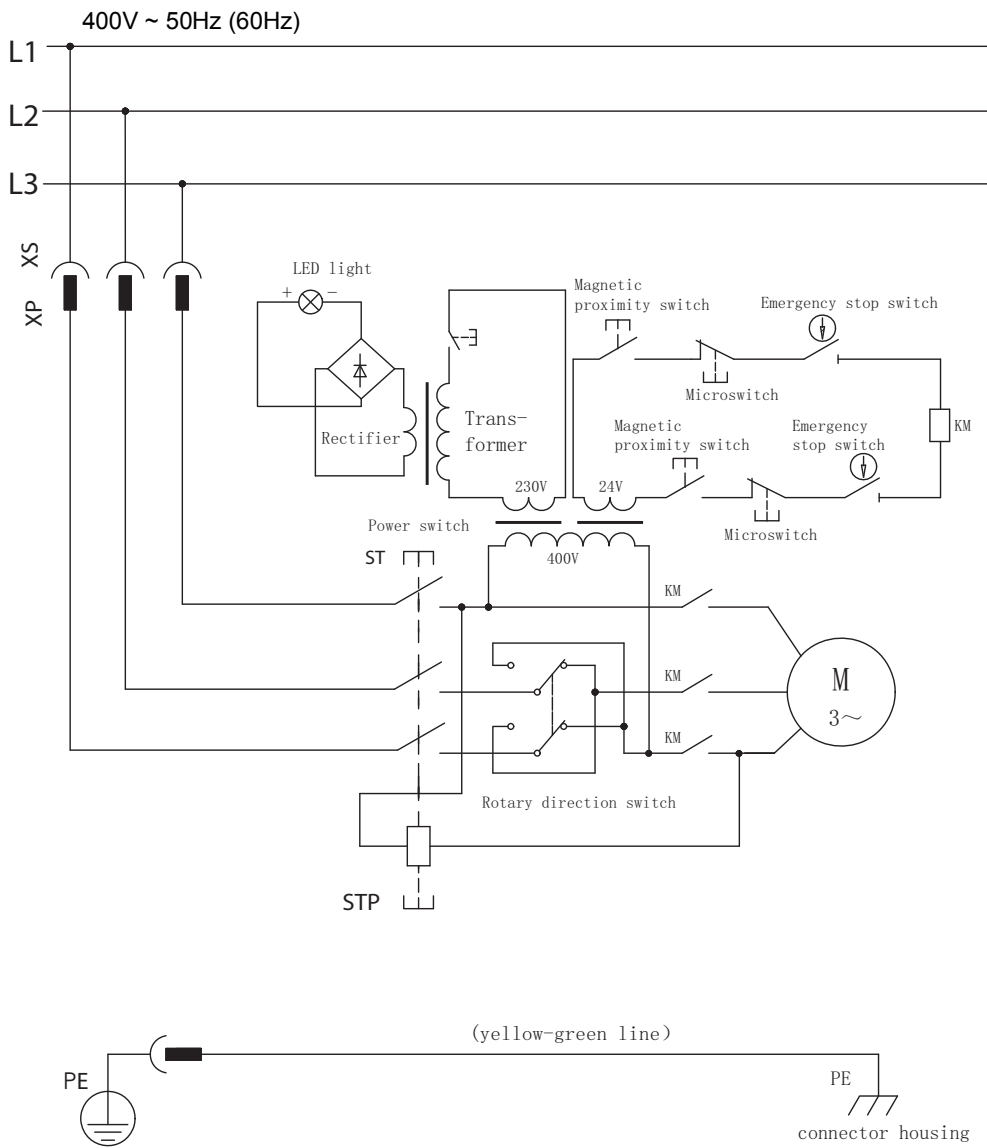 400V ~ 50Hz (60Hz)
L1
L2
L3
XS
XP
LED light
+ −
Rectifier
Trans-
former
Magnetic
proximity switch
Emergency stop switch
Microswitch
KM
Magnetic
proximity switch
Emergency
stop switch
Microswitch
230V
24V
400V
Power switch
ST
KM
KM
KM
M
3～
Rotary direction switch
STP
(yellow-green line)
PE
PE
connector housing